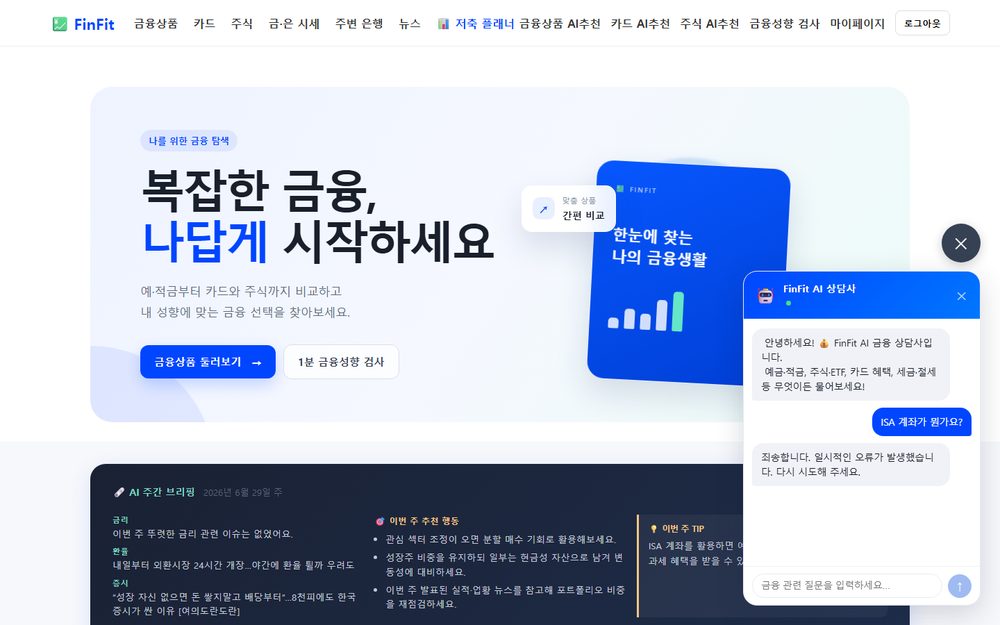 FinFit
금융상품 카드 주식 금·은 시세 주변 은행 뉴스 저축 플래너 금융상품 AI추천 카드 AI추천 주식 AI추천 금융성향 검사 마이페이지 로그아웃
나를 위한 금융 탐색
복잡한 금융,
나답게 시작하세요
예·적금부터 카드와 주식까지 비교하고
내 성향에 맞는 금융 선택을 찾아보세요.
금융상품 둘러보기 →
1분 금융성향 검사
맞춤 상품
간편 비교
FINFIT
한눈에 찾는
나의 금융생활
AI 주간 브리핑 2026년 6월 29일 주
금리
이번 주 뚜렷한 금리 관련 이슈는 없었어요.
환율
내일부터 외환시장 24시간 개장…야간에 환율 튈까 우려도
증시
"성장 자신 없으면 돈 쌓지말고 배당부터"…8천피에도 한국
증시가 싼 이유 [여의도란도란]
이번 주 추천 행동
관심 섹터 조정이 오면 분할 매수 기회로 활용해보세요.
성장주 비중을 유지하되 일부는 현금성 자산으로 남겨 변
동성에 대비하세요.
이번 주 발표된 실적·업황 뉴스를 참고해 포트폴리오 비중
을 재점검하세요.
이번 주 TIP
ISA 계좌를 활용하면
과세 혜택을 받을 수
FinFit AI 상담사
안녕하세요! FinFit AI 금융 상담사입
니다.
예금·적금, 주식·ETF, 카드 혜택, 세금·절세
등 무엇이든 물어보세요!
ISA 계좌가 뭔가요?
죄송합니다. 일시적인 오류가 발생했습니
다. 다시 시도해 주세요.
금융 관련 질문을 입력하세요...